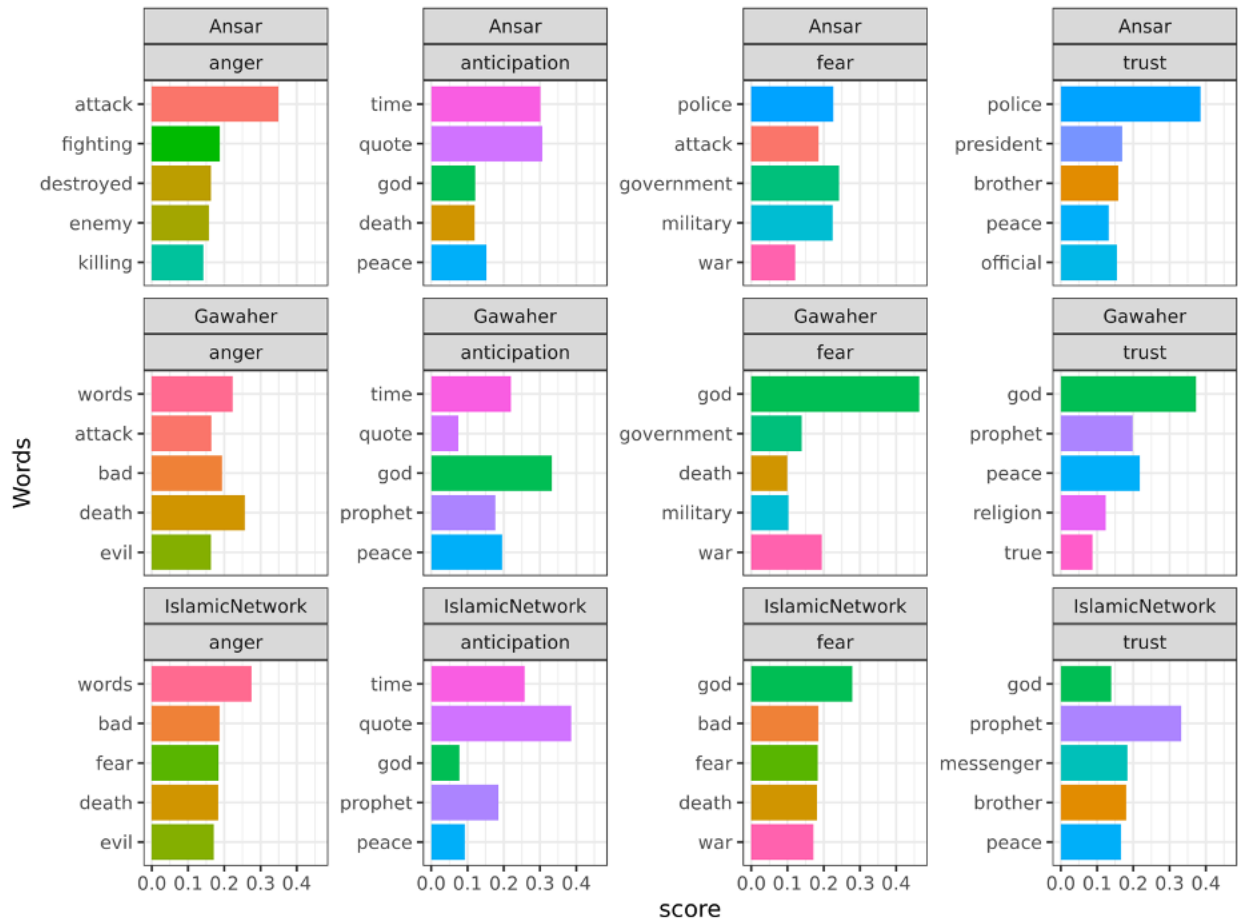 Ansar Ansar Ansar Ansar
anger anticipation fear trust
attack time police police
fighting quote attack president
destroyed god government brother
enemy death military peace
killing peace war official
Gawaher Gawaher Gawaher Gawaher
anger anticipation fear trust
words time god god
attack quote government prophet
bad god death peace
death prophet military religion
evil peace war true
IslamicNetwork IslamicNetwork IslamicNetwork IslamicNetwork
anger anticipation fear trust
words time god god
bad quote bad prophet
fear god fear messenger
death prophet death brother
evil peace war peace
0.0 0.1 0.2 0.3 0.4 0.0 0.1 0.2 0.3 0.4 0.0 0.1 0.2 0.3 0.4 0.0 0.1 0.2 0.3 0.4
score
Words